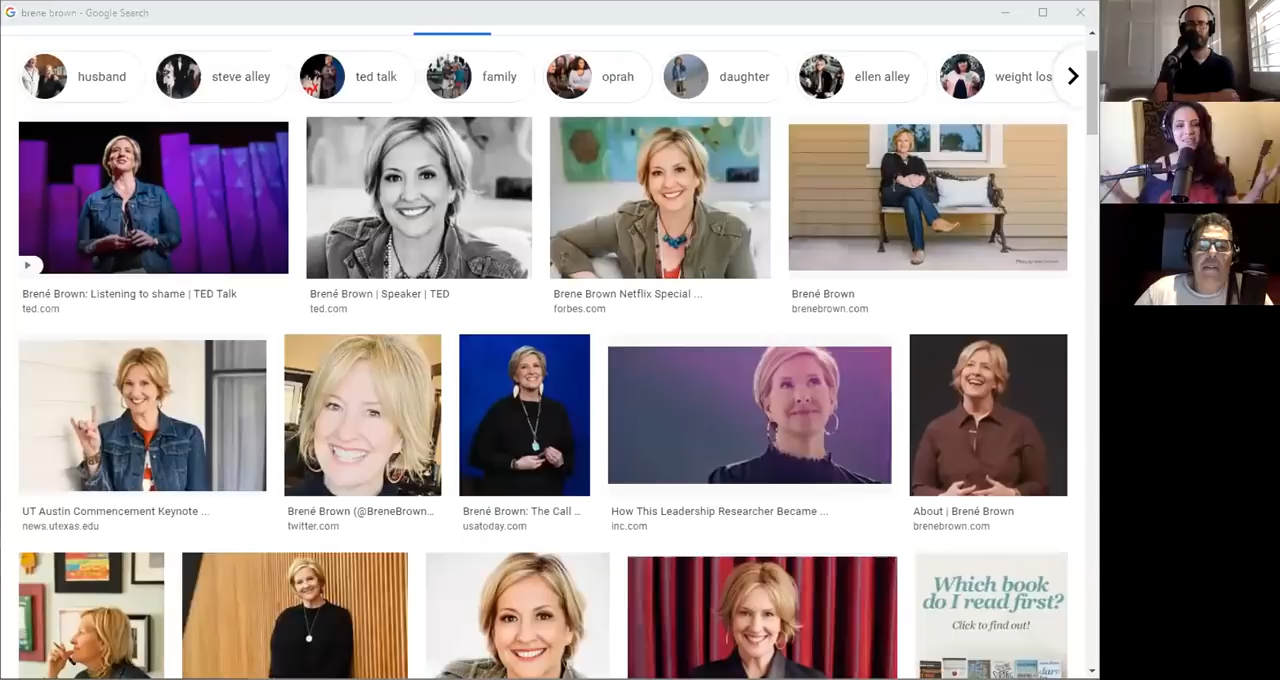 brene brown - Google Search
husband
steve alley
ted talk
family
oprah
daughter
ellen alley
weight los
Brené Brown: Listening to shame | TED Talk
ted.com
Brené Brown | Speaker | TED
ted.com
Brene Brown Netflix Special ...
forbes.com
Brené Brown
brenebrown.com
UT Austin Commencement Keynote ...
news.utexas.edu
Brené Brown (@BreneBrown...
twitter.com
Brené Brown: The Call ...
usatoday.com
How This Leadership Researcher Became ...
inc.com
About | Brené Brown
brenebrown.com
Which book
do I read first?
Click to find out!